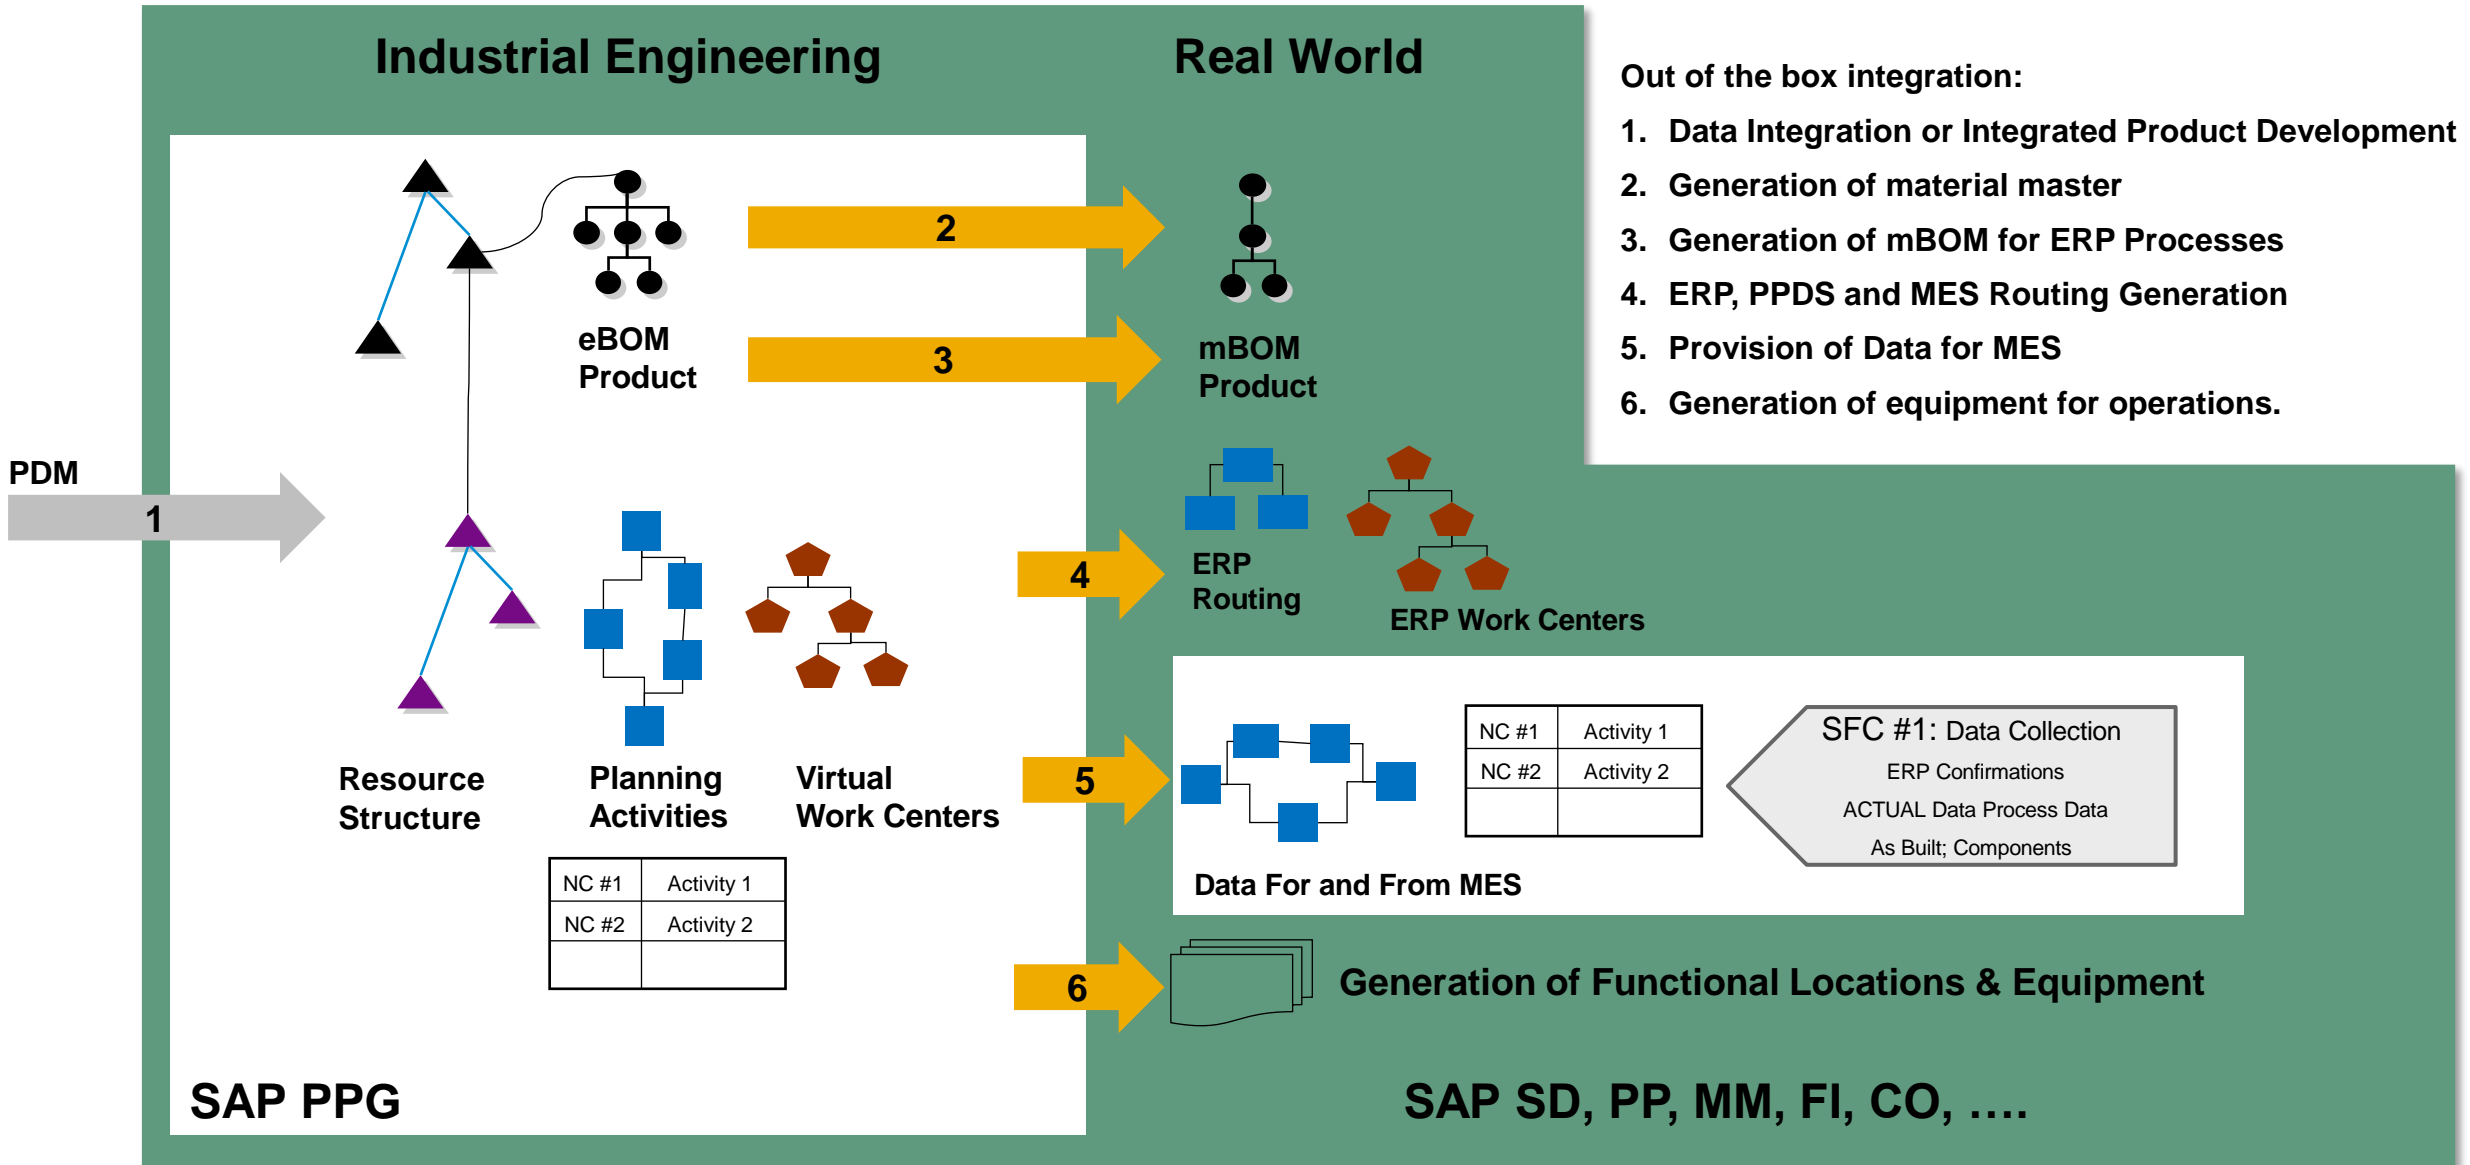 Industrial Engineering
Real World
Out of the box integration:
1. Data Integration or Integrated Product Development
2. Generation of material master
3. Generation of mBOM for ERP Processes
4. ERP, PPDS and MES Routing Generation
5. Provision of Data for MES
6. Generation of equipment for operations.
2
eBOM
Product
3
mBOM
Product
PDM
1
4
ERP
Routing
ERP Work Centers
Resource
Structure
Planning
Activities
Virtual
Work Centers
5
NC #1 Activity 1
NC #2 Activity 2
SFC #1: Data Collection
ERP Confirmations
ACTUAL Data Process Data
As Built; Components
Data For and From MES
NC #1 Activity 1
NC #2 Activity 2
6
Generation of Functional Locations & Equipment
SAP PPG
SAP SD, PP, MM, FI, CO, ….